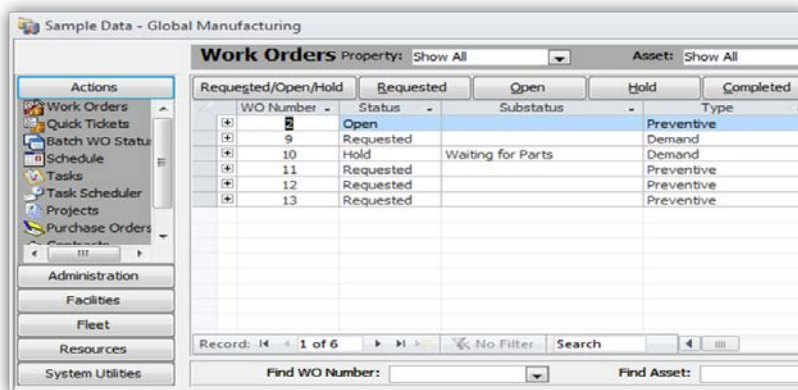 Sample Data - Global Manufacturing
Work Orders Property: Show All Asset: Show All
Actions
Work Orders
Quick Tickets
Batch WO Statu
Schedule
Tasks
Task Scheduler
Projects
Purchase Orders
Contracts
Administration
Facilities
Fleet
Resources
System Utilities
Requested/Open/Hold Requested Open Hold Completed
WO Number Status Substatus Type
2 Open Preventive
9 Requested Demand
10 Hold Waiting for Parts Demand
11 Requested Preventive
12 Requested Preventive
13 Requested Preventive
Record: 1 of 6 No Filter Search
Find WO Number: Find Asset: